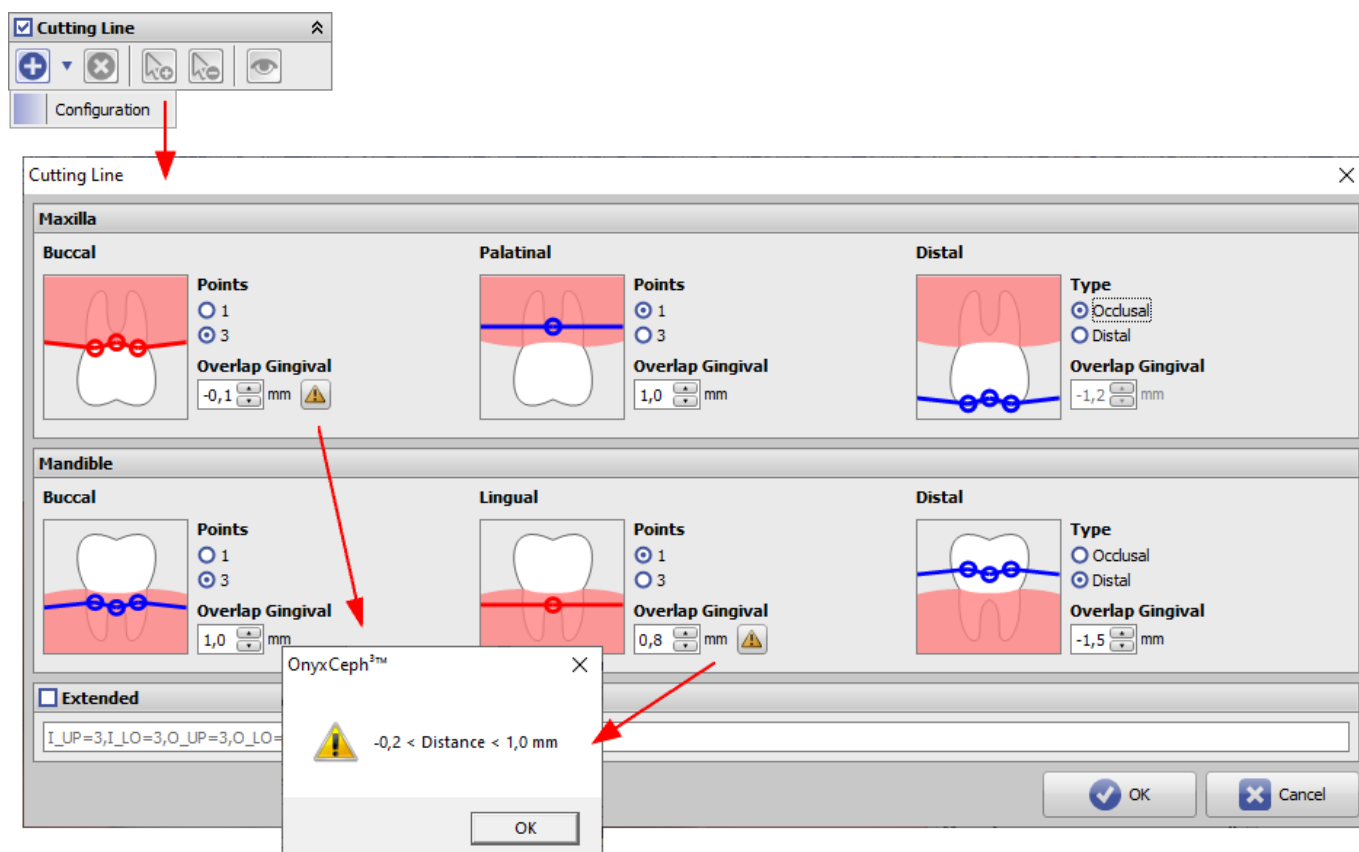 Cutting Line
Configuration
Cutting Line
Maxilla
Buccal
Points
1
3
Overlap Gingival
-0,1 mm
Palatinal
Points
1
3
Overlap Gingival
1,0 mm
Distal
Type
Occlusal
Distal
Overlap Gingival
-1,2 mm
Mandible
Buccal
Points
1
3
Overlap Gingival
1,0 mm
Lingual
Points
1
3
Overlap Gingival
0,8 mm
Distal
Type
Occlusal
Distal
Overlap Gingival
-1,5 mm
Extended
I_UP=3,I_LO=3,O_UP=3,O_LO=
OnyxCeph³™
-0,2 < Distance < 1,0 mm
OK
OK
Cancel